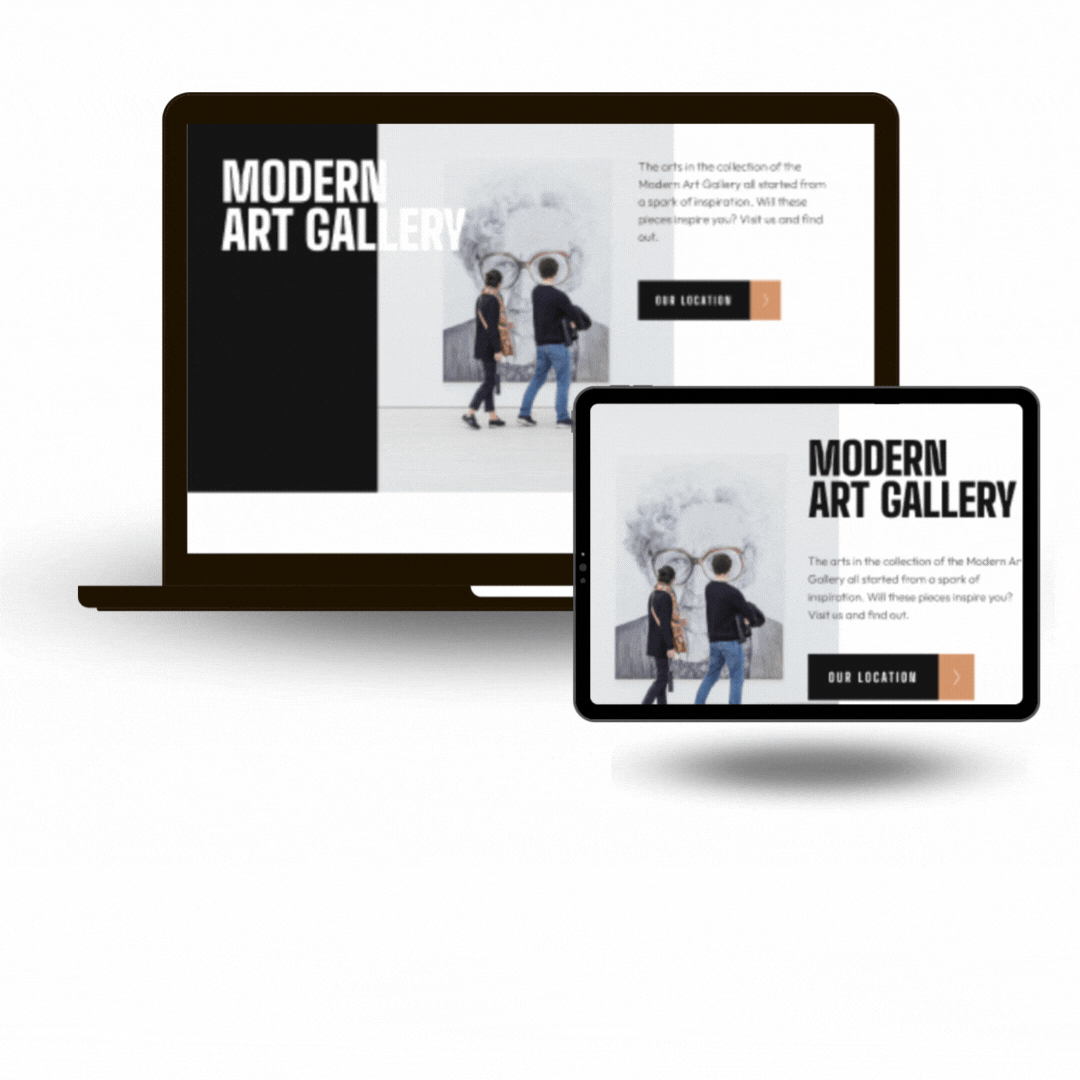 MODERN
ART GALLERY
The arts in the collection of the
Modern Art Gallery all started from
a spark of inspiration. Will these
pieces inspire you? Visit us and find
out.
OUR LOCATION
MODERN
ART GALLERY
The arts in the collection of the Modern Ar
Gallery all started from a spark of
inspiration. Will these pieces inspire you?
Visit us and find out.
OUR LOCATION